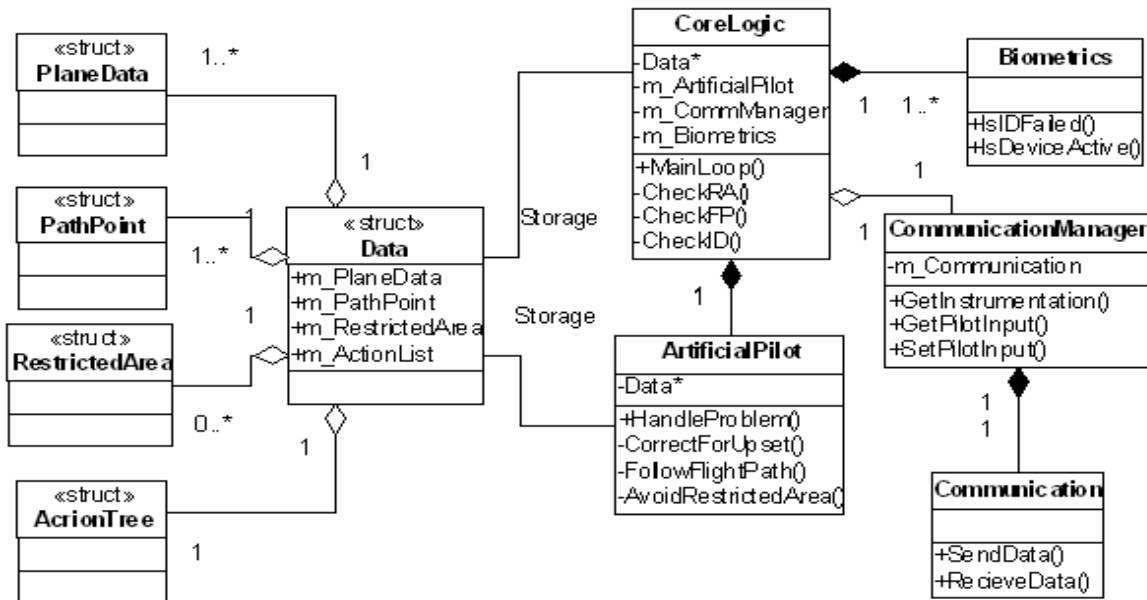 «struct»
PlaneData
1..*
1
«struct»
PathPoint
1
1..*
«struct»
RestrictedArea
1
0..*
«struct»
AcrionTree
1
1
«struct»
Data
+m_PlaneData
+m_PathPoint
+m_RestrictedArea
+m_ActionList
Storage
Storage
CoreLogic
-Data*
-m_ArtificialPilot
-m_CommManager
-m_Biometrics
+MainLoop()
-CheckRA()
-CheckFP()
-CheckID()
1
1..*
Biometrics
+IsIDFailed()
+IsDeviceActive()
1
1
CommunicationManager
-m_Communication
+GetInstrumentation()
+GetPilotInput()
+SetPilotInput()
1
ArtificialPilot
-Data*
+HandleProblem()
-CorrectForUpset()
-FollowFlightPath()
-AvoidRestrictedArea()
1
1
Communication
+SendData()
+RecieveData()